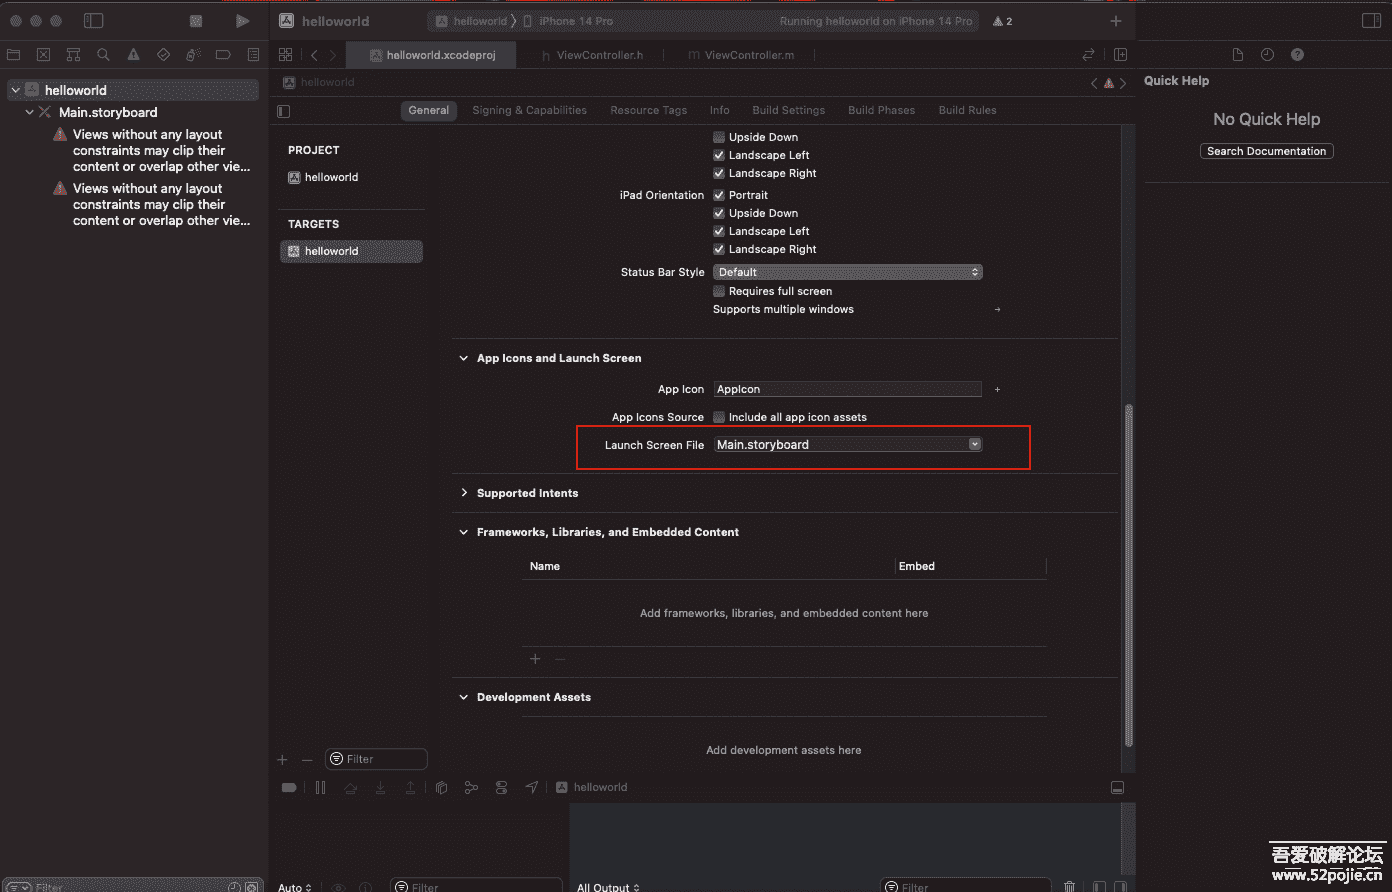 helloworld
helloworld
iPhone 14 Pro
Running helloworld on iPhone 14 Pro
2
helloworld.xcodeproj
ViewController.h
ViewController.m
helloworld
Main.storyboard
Views without any layout
constraints may clip their
content or overlap other vie...
Views without any layout
constraints may clip their
content or overlap other vie...
Filter
helloworld
General
Signing & Capabilities
Resource Tags
Info
Build Settings
Build Phases
Build Rules
PROJECT
helloworld
TARGETS
helloworld
Filter
Upside Down
Landscape Left
Landscape Right
iPad Orientation
Portrait
Upside Down
Landscape Left
Landscape Right
Status Bar Style
Default
Requires full screen
Supports multiple windows
App Icons and Launch Screen
App Icon
AppIcon
App Icons Source
Include all app icon assets
Launch Screen File
Main.storyboard
Supported Intents
Frameworks, Libraries, and Embedded Content
Name
Embed
Add frameworks, libraries, and embedded content here
Development Assets
Add development assets here
helloworld
Auto
Filter
All Output
Filter
Quick Help
No Quick Help
Search Documentation
吾爱破解论坛
www.52pojie.cn